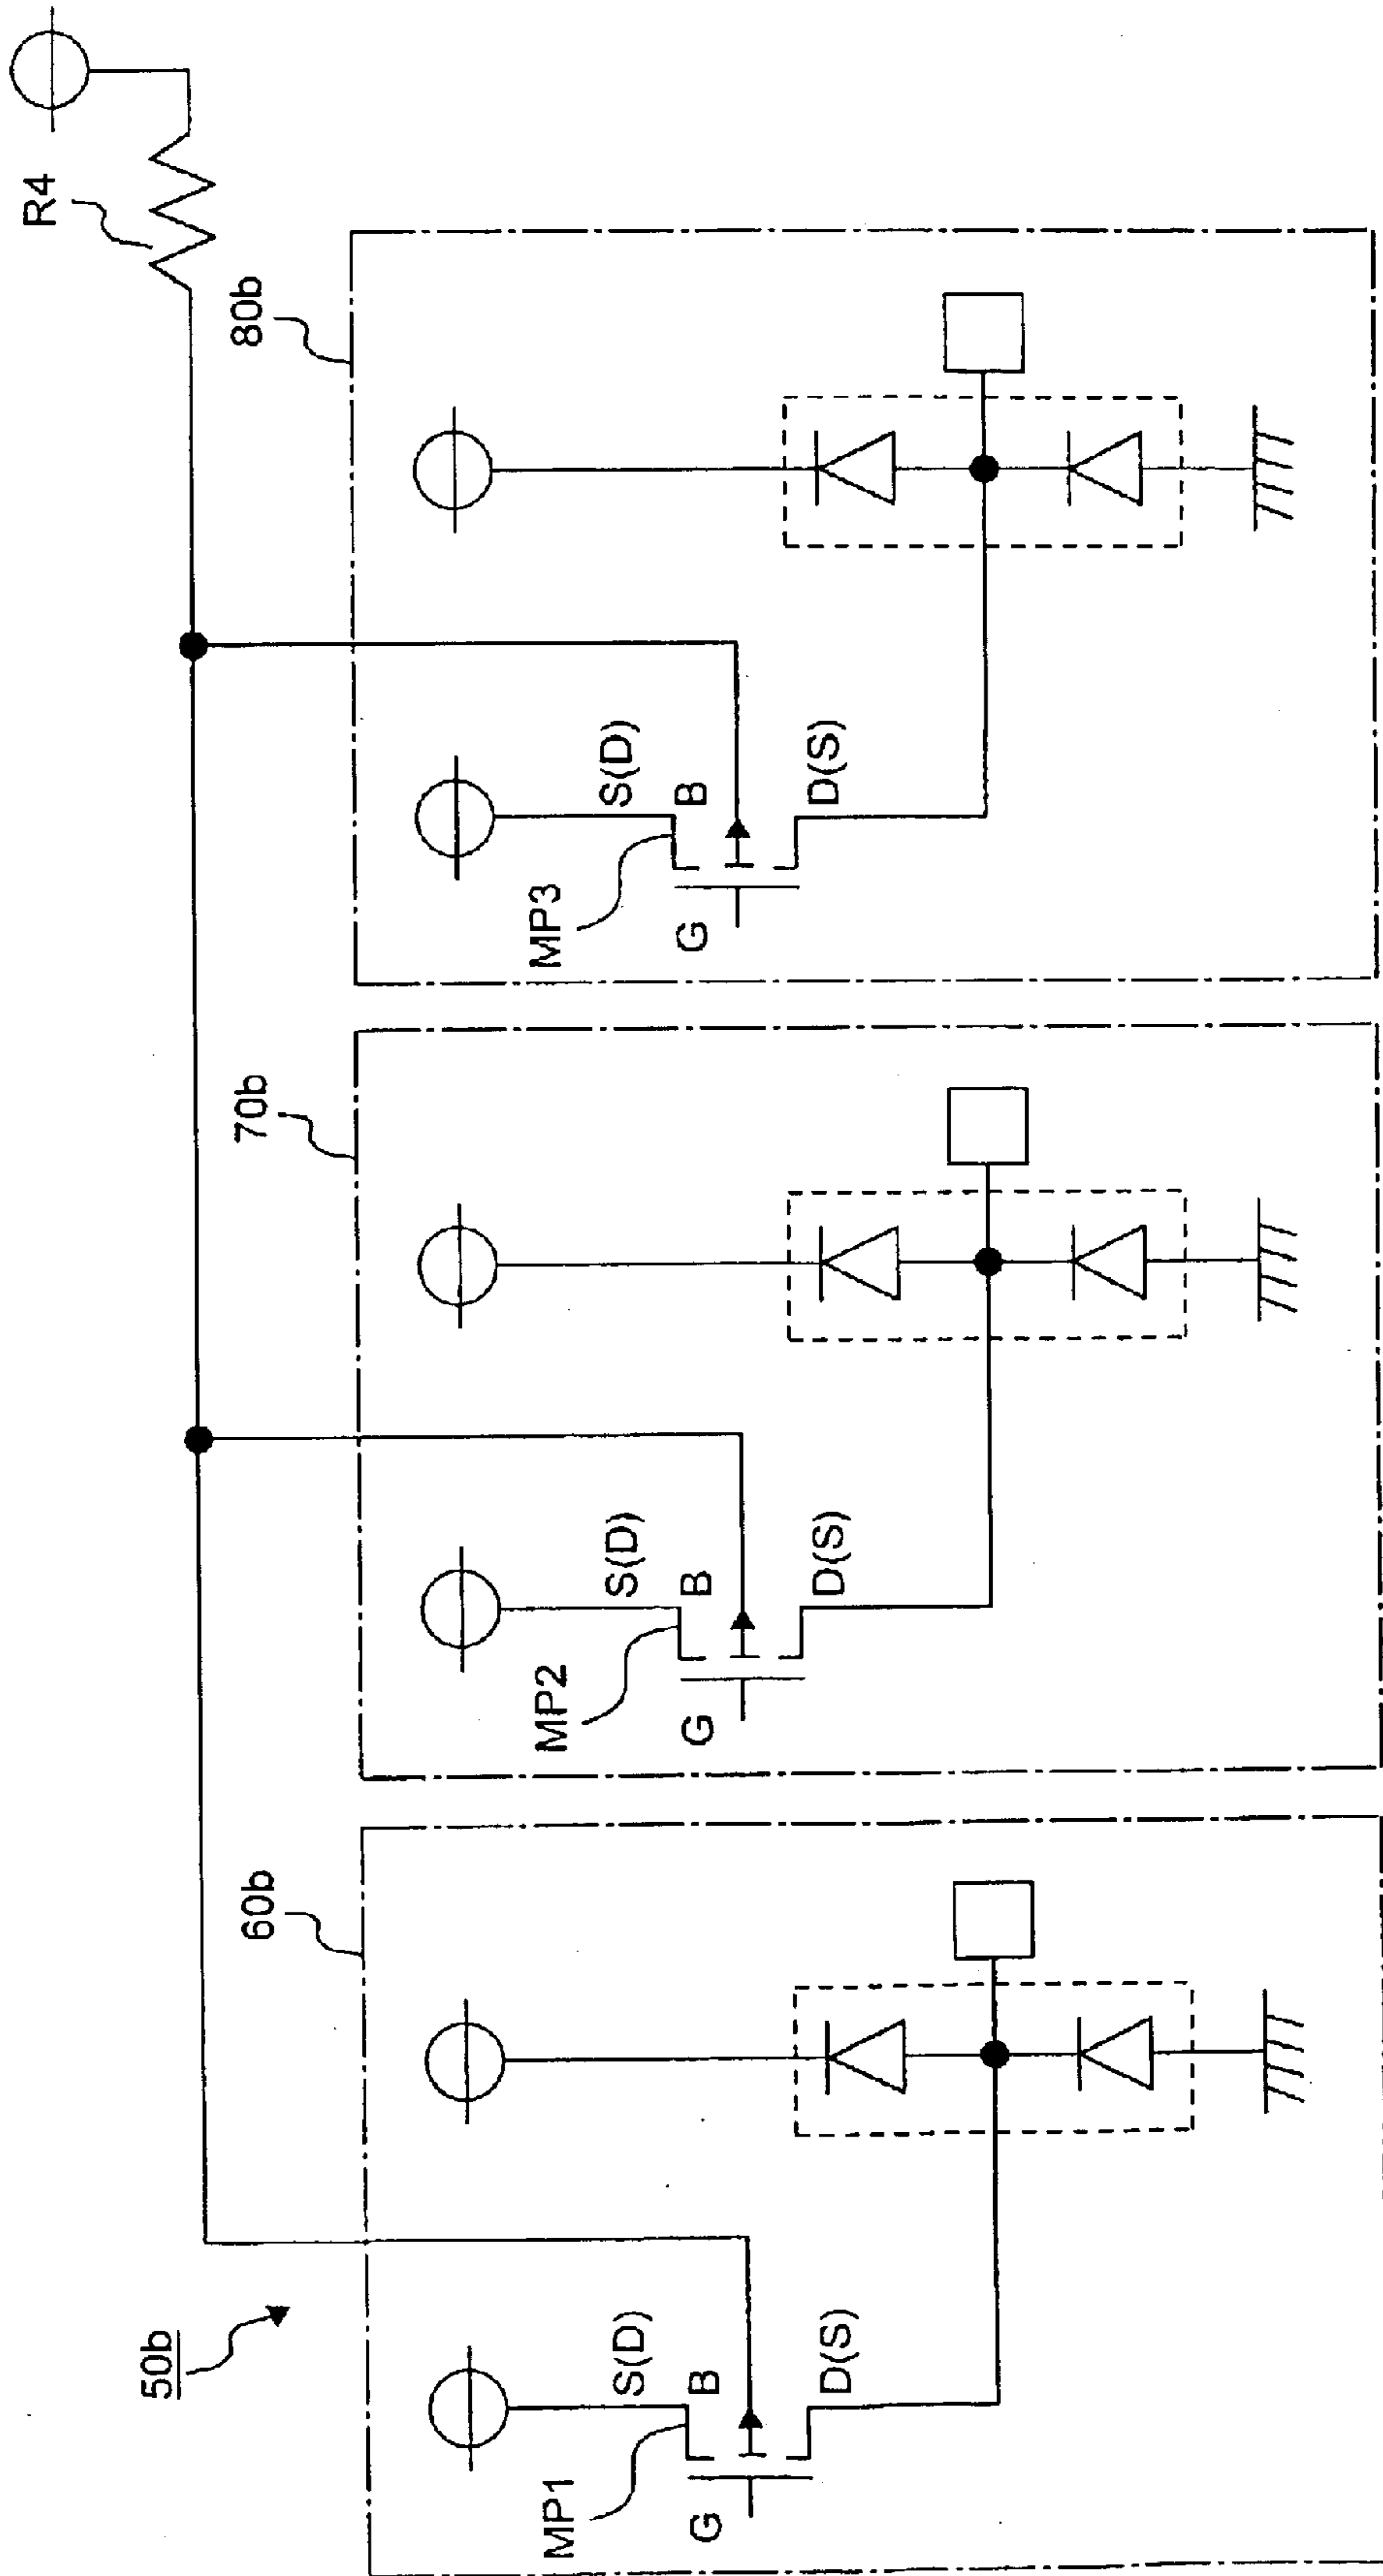 50b
R4
60b
70b
80b
S(D)
B
MP1
G
D(S)
S(D)
B
MP2
G
D(S)
S(D)
B
MP3
G
D(S)